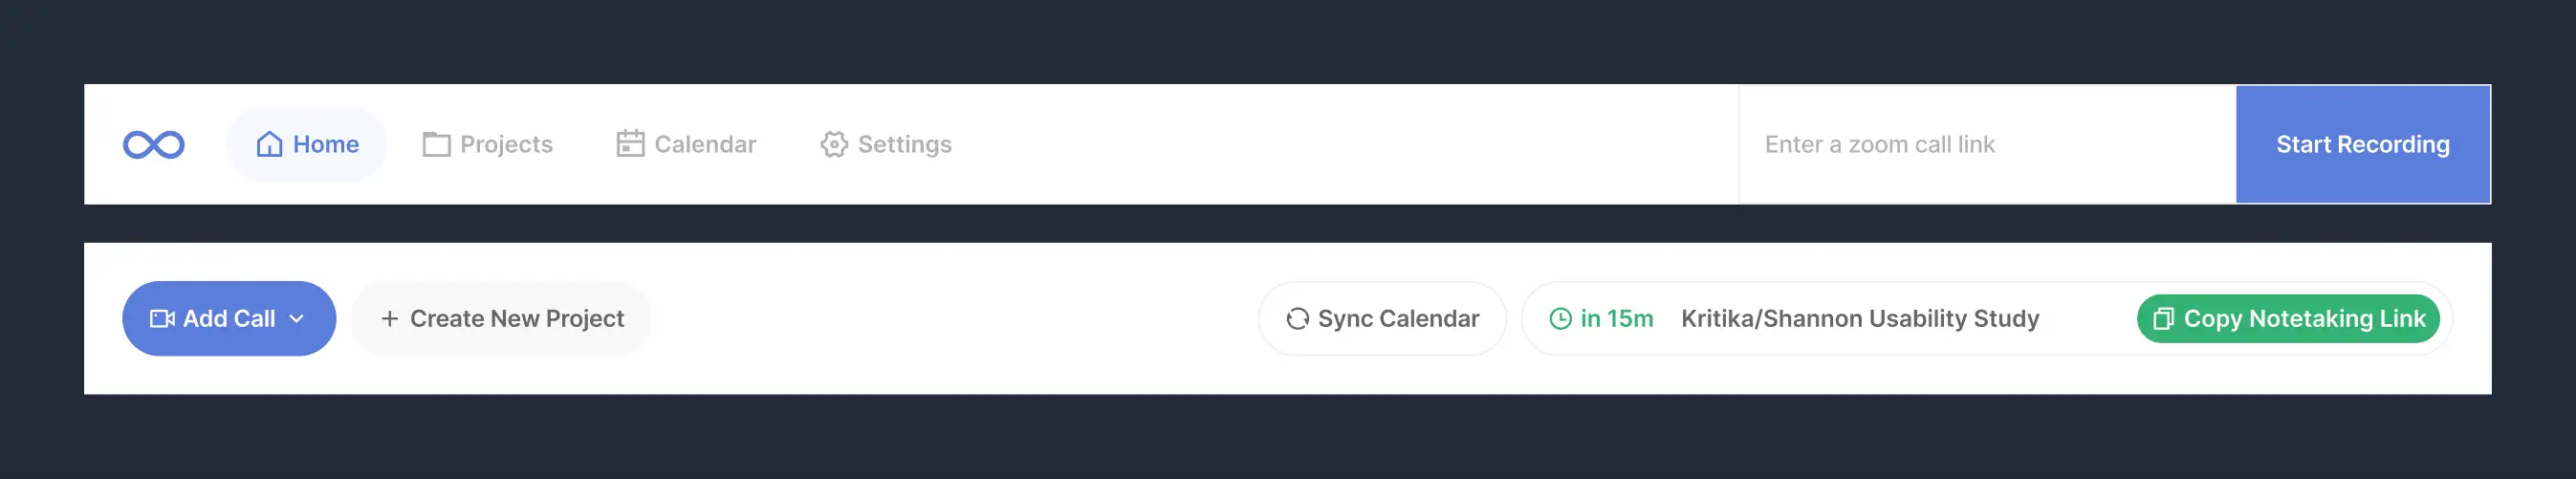 Home
Projects
Calendar
Settings
Enter a zoom call link
Start Recording
Add Call
+ Create New Project
Sync Calendar
in 15m
Kritika/Shannon Usability Study
Copy Notetaking Link